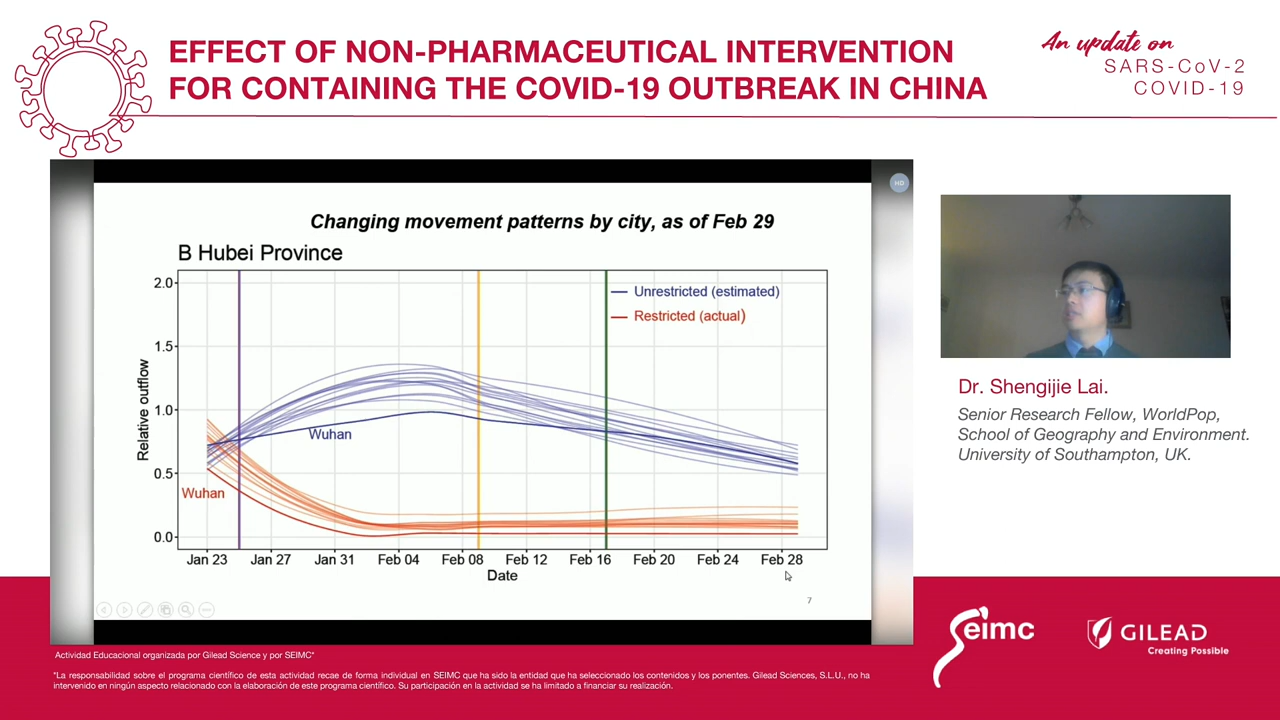 EFFECT OF NON-PHARMACEUTICAL INTERVENTION
FOR CONTAINING THE COVID-19 OUTBREAK IN CHINA
An update on
SARS-CoV-2
COVID-19
HD
Changing movement patterns by city, as of Feb 29
B Hubei Province
2.0
1.5
1.0
0.5
0.0
Relative outflow
Unrestricted (estimated)
Restricted (actual)
Wuhan
Wuhan
Jan 23 Jan 27 Jan 31 Feb 04 Feb 08 Feb 12 Feb 16 Feb 20 Feb 24 Feb 28
Date
7
Dr. Shengijie Lai.
Senior Research Fellow, WorldPop,
School of Geography and Environment.
University of Southampton, UK.
Actividad Educacional organizada por Gilead Science y por SEIMC*
*La responsabilidad sobre el programa científico de esta actividad recae de forma individual en SEIMC que ha sido la entidad que ha seleccionado los contenidos y los ponentes. Gilead Sciences, S.L.U., no ha
intervenido en ningún aspecto relacionado con la elaboración de este programa científico. Su participación en la actividad se ha limitado a financiar su realización.
Seimc
GILEAD
Creating Possible